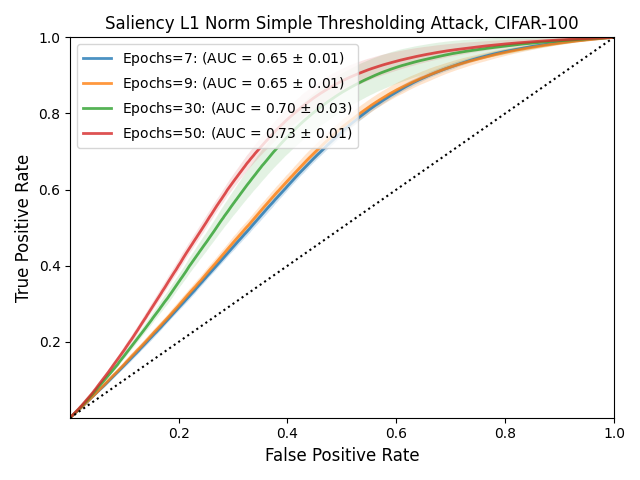 Saliency L1 Norm Simple Thresholding Attack, CIFAR-100
1.0
0.8
0.6
0.4
0.2
True Positive Rate
Epochs=7: (AUC = 0.65 ± 0.01)
Epochs=9: (AUC = 0.65 ± 0.01)
Epochs=30: (AUC = 0.70 ± 0.03)
Epochs=50: (AUC = 0.73 ± 0.01)
0.2 0.4 0.6 0.8 1.0
False Positive Rate